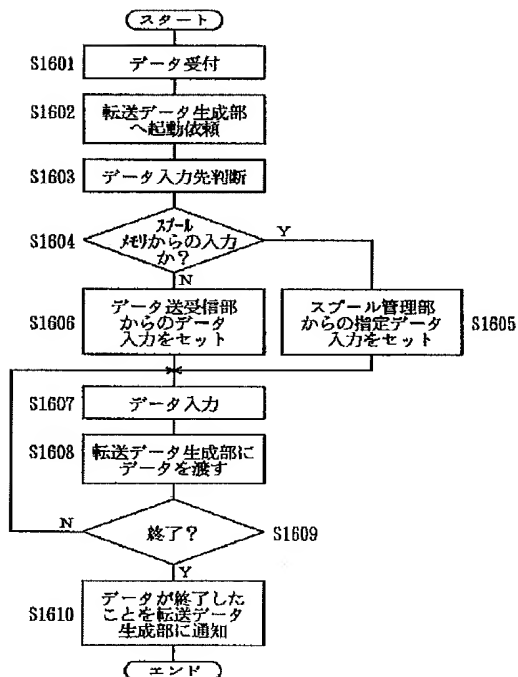 スタート
S1601
データ受付
S1602
転送データ生成部
へ起動依頼
S1603
データ入力先判断
S1604
スプール
メモリからの入力
か?
Y
N
S1606
データ送受信部
からのデータ
入力をセット
スプール管理部
からの指定データ
入力をセット
S1605
S1607
データ入力
S1608
転送データ生成部に
データを渡す
N
終了?
S1609
Y
S1610
データが終了した
ことを転送データ
生成部に通知
エンド